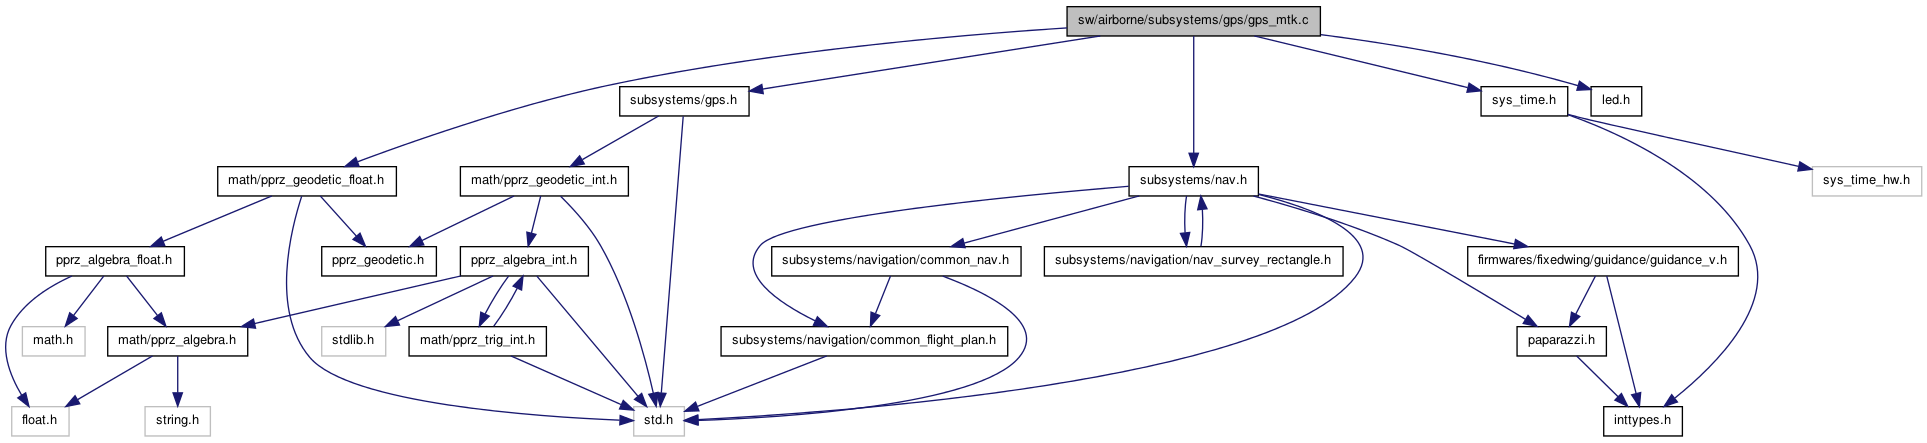 sw/airborne/subsystems/gps/gps_mtk.c
subsystems/gps.h
sys_time.h
led.h
math/pprz_geodetic_float.h
math/pprz_geodetic_int.h
subsystems/nav.h
sys_time_hw.h
pprz_algebra_float.h
pprz_geodetic.h
pprz_algebra_int.h
subsystems/navigation/common_nav.h
subsystems/navigation/nav_survey_rectangle.h
firmwares/fixedwing/guidance/guidance_v.h
math.h
math/pprz_algebra.h
stdlib.h
math/pprz_trig_int.h
subsystems/navigation/common_flight_plan.h
paparazzi.h
float.h
string.h
std.h
inttypes.h